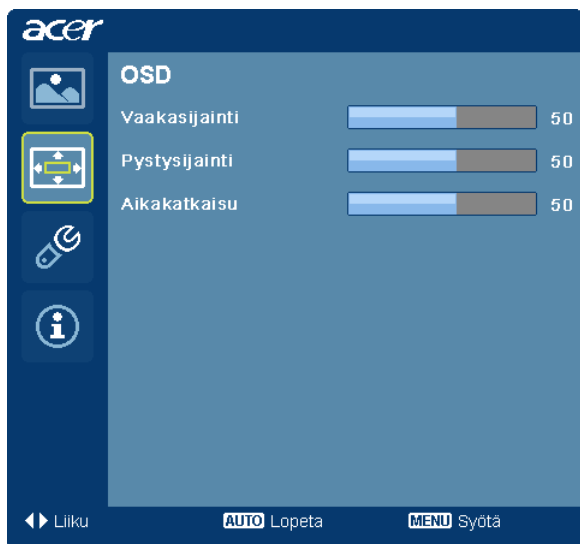 acer
OSD
Vaakasijainti 50
Pystysijainti 50
Aikakatkaisu 50
Liiku AUTO Lopeta MENU Syötä